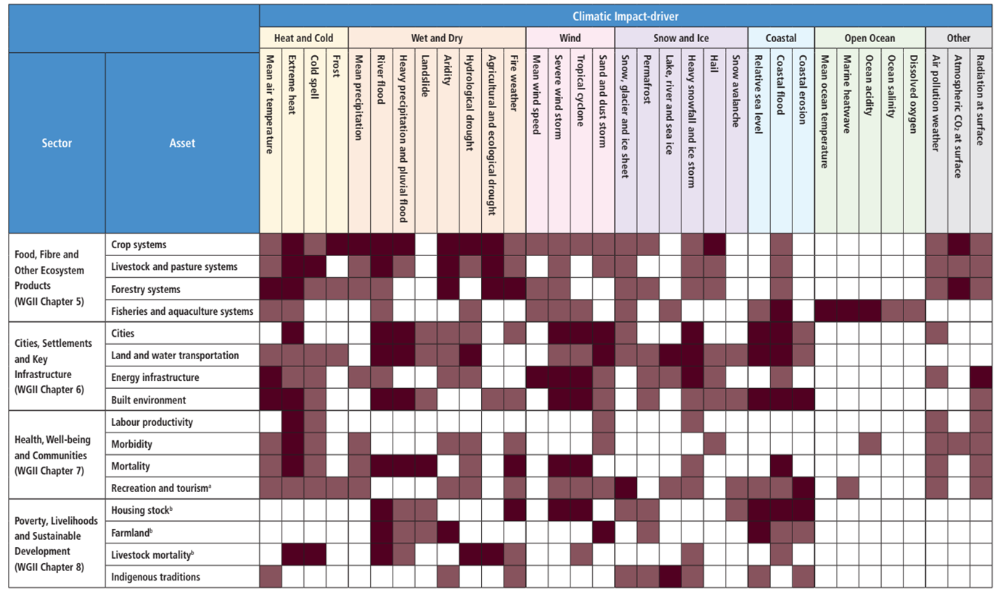 Climatic Impact-driver
Heat and Cold
Wet and Dry
Wind
Snow and Ice
Coastal
Open Ocean
Other
Sector
Asset
Mean air temperature
Extreme heat
Cold spell
Frost
Mean precipitation
River flood
Heavy precipitation and pluvial flood
Landslide
Aridity
Hydrological drought
Agricultural and ecological drought
Fire weather
Mean wind speed
Severe wind storm
Tropical cyclone
Sand and dust storm
Snow, glacier and ice sheet
Permafrost
Lake, river and sea ice
Heavy snowfall and ice storm
Hail
Snow avalanche
Relative sea level
Coastal flood
Coastal erosion
Mean ocean temperature
Marine heatwave
Ocean acidity
Ocean salinity
Dissolved oxygen
Air pollution weather
Atmospheric CO₂ at surface
Radiation at surface
Food, Fibre and
Other Ecosystem
Products
(WGII Chapter 5)
Crop systems
Livestock and pasture systems
Forestry systems
Fisheries and aquaculture systems
Cities, Settlements
and Key
Infrastructure
(WGII Chapter 6)
Cities
Land and water transportation
Energy infrastructure
Built environment
Health, Well-being
and Communities
(WGII Chapter 7)
Labour productivity
Morbidity
Mortality
Recreation and tourismᵃ
Poverty, Livelihoods
and Sustainable
Development
(WGII Chapter 8)
Housing stockᵇ
Farmlandᵇ
Livestock mortalityᵇ
Indigenous traditions